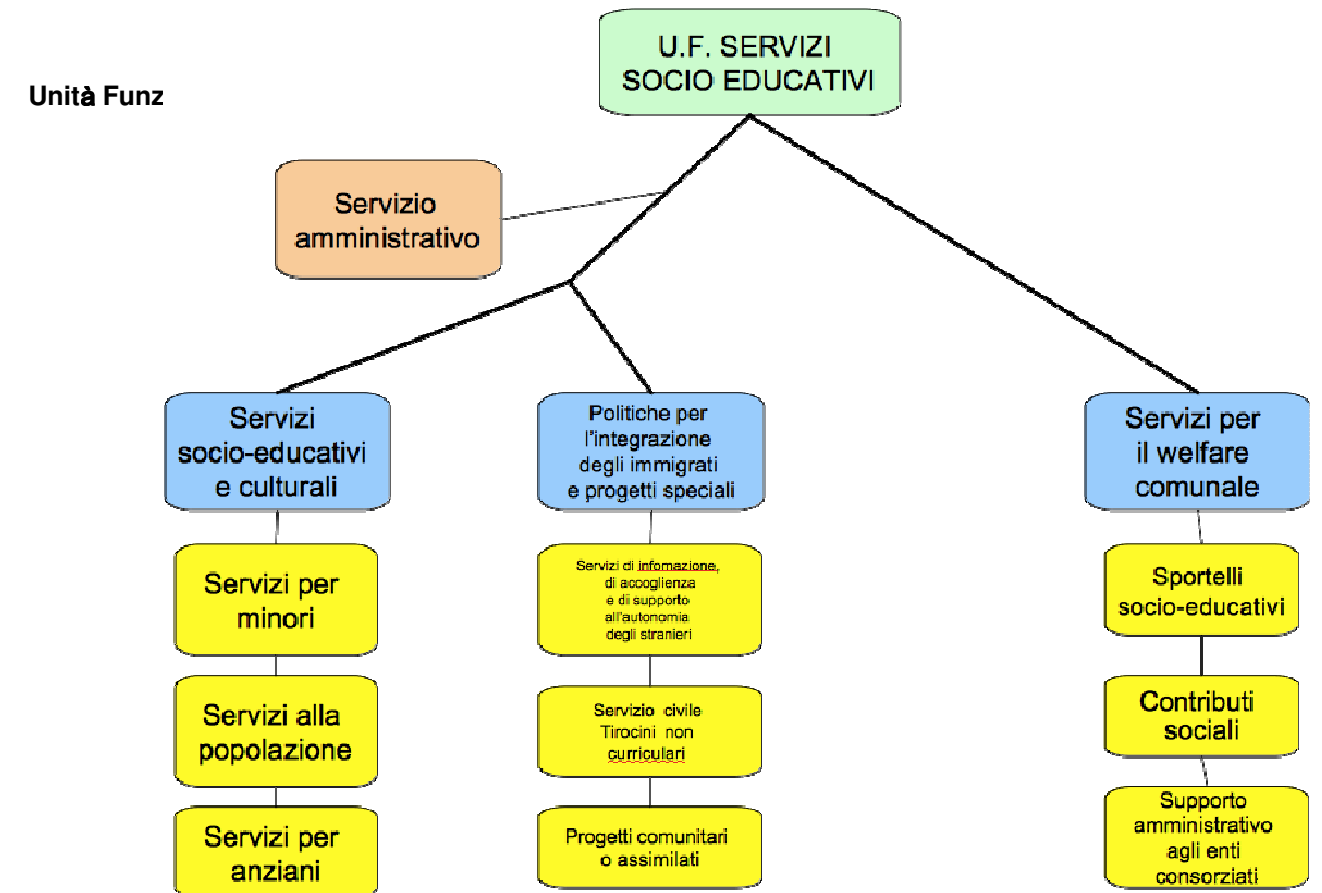 U.F. SERVIZI
SOCIO EDUCATIVI
Unità Funz
Servizio
amministrativo
Servizi
socio-educativi
e culturali
Politiche per
l'integrazione
degli immigrati
e progetti speciali
Servizi per
il welfare
comunale
Servizi per
minori
Servizi di infomazione,
di accoglienza
e di supporto
all'autonomia
degli stranieri
Sportelli
socio-educativi
Servizi alla
popolazione
Servizio civile
Tirocini non
curriculari
Contributi
sociali
Servizi per
anziani
Progetti comunitari
o assimilati
Supporto
amministrativo
agli enti
consorziati